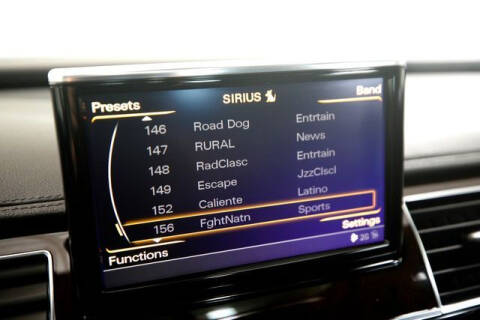 Presets SIRIUS Band
146 Road Dog Entrtain
147 RURAL News
148 RadClasc Entrtain
149 Escape JzzClscl
152 Caliente Latino
156 FghtNatn Sports
Functions Settings